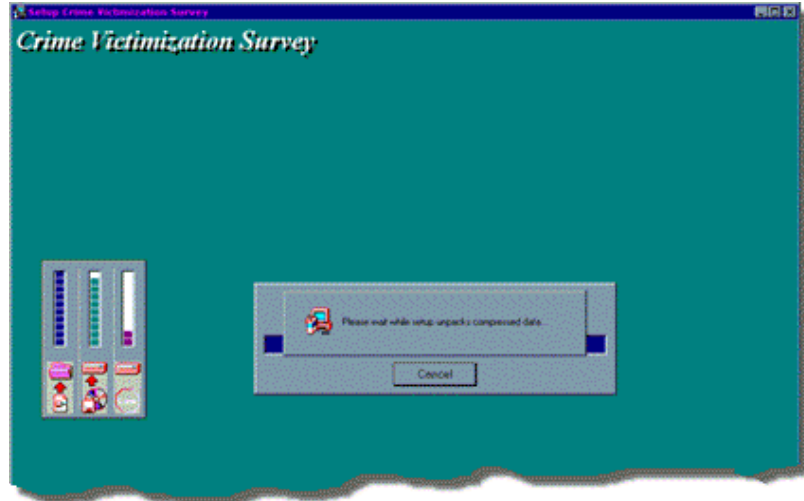 Setup Crime Victimization Survey
Crime Victimization Survey
Please wait while setup unpacks compressed data...
Cancel